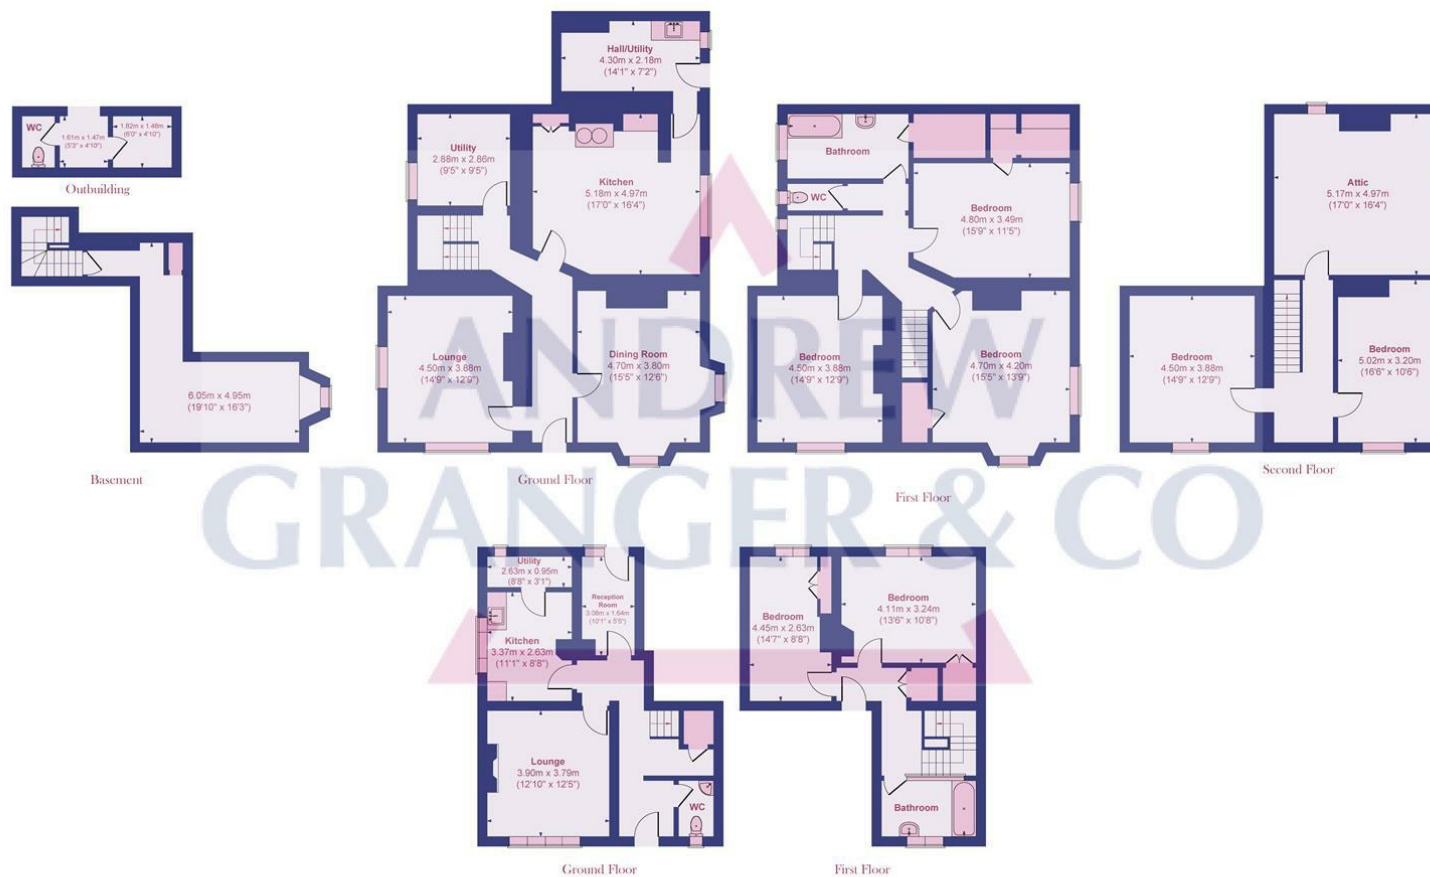 Hall/Utility
4.30m x 2.18m
(14'1" x 7'2")
WC
1.61m x 1.47m
(5'3" x 4'10")
1.82m x 1.48m
(6'0" x 4'10")
Outbuilding
Utility
2.88m x 2.86m
(9'5" x 9'5")
Kitchen
5.18m x 4.97m
(17'0" x 16'4")
Bathroom
WC
Bedroom
4.80m x 3.49m
(15'9" x 11'5")
Attic
5.17m x 4.97m
(17'0" x 16'4")
6.05m x 4.95m
(19'10" x 16'3")
Basement
Lounge
4.50m x 3.88m
(14'9" x 12'9")
Dining Room
4.70m x 3.80m
(15'5" x 12'6")
Ground Floor
Bedroom
4.50m x 3.88m
(14'9" x 12'9")
Bedroom
4.70m x 4.20m
(15'5" x 13'9")
First Floor
Bedroom
4.50m x 3.88m
(14'9" x 12'9")
Bedroom
5.02m x 3.20m
(16'6" x 10'6")
Second Floor
ANDREW
GRANGER & CO
Utility
2.63m x 0.95m
(8'8" x 3'1")
Reception
Room
3.08m x 1.64m
(10'1" x 5'5")
Kitchen
3.37m x 2.63m
(11'1" x 8'8")
Lounge
3.90m x 3.79m
(12'10" x 12'5")
WC
Ground Floor
Bedroom
4.45m x 2.63m
(14'7" x 8'8")
Bedroom
4.11m x 3.24m
(13'6" x 10'8")
Bathroom
First Floor